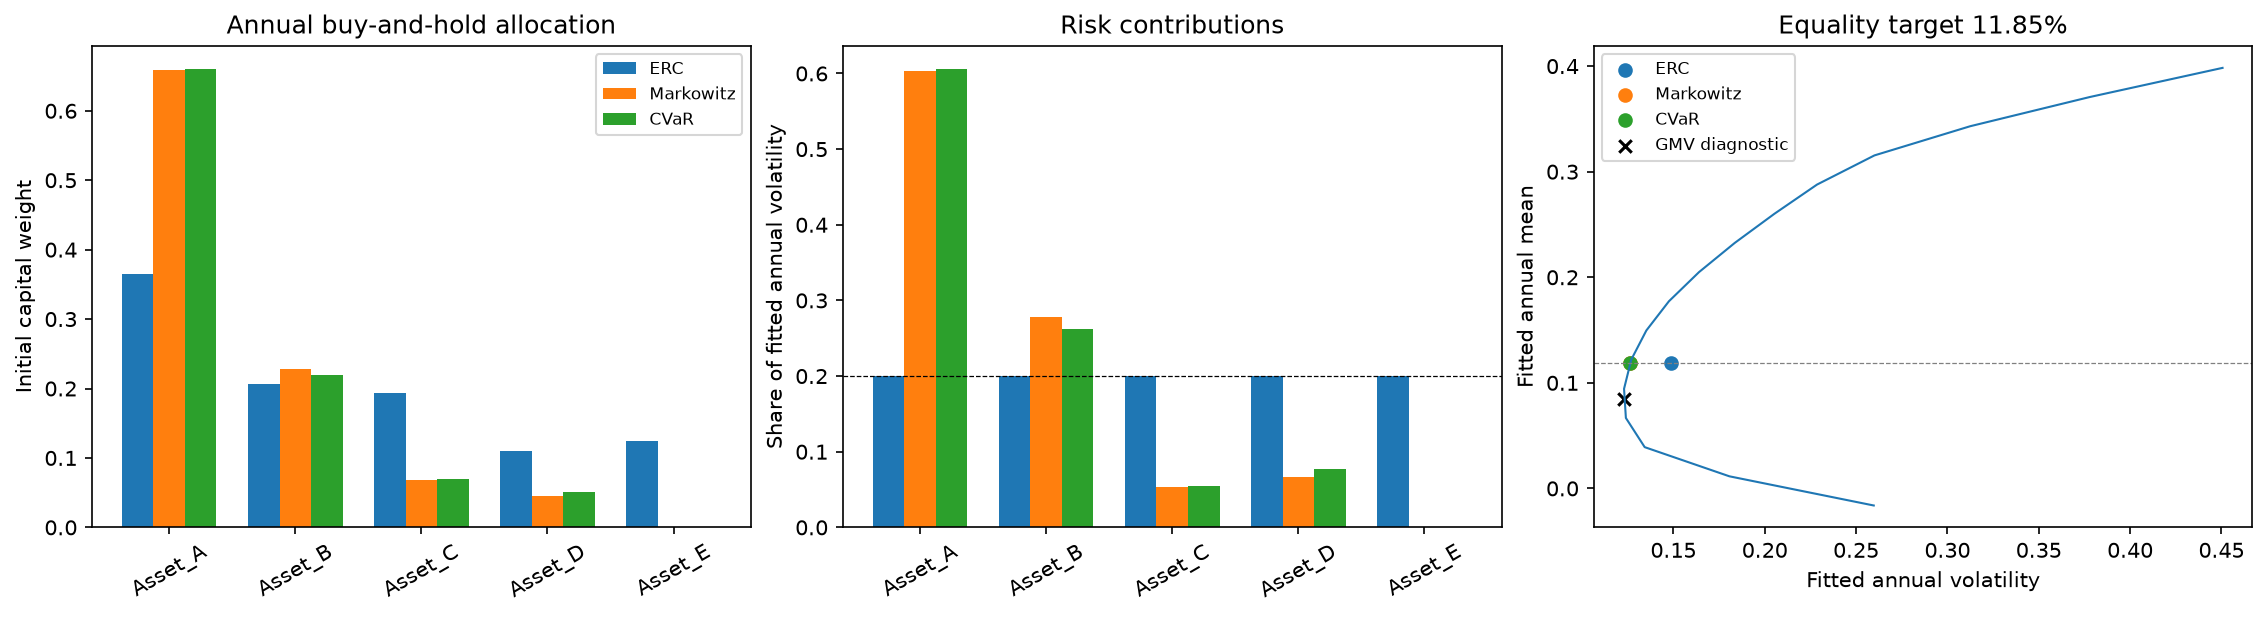 Annual buy-and-hold allocation
Initial capital weight
0.6
0.5
0.4
0.3
0.2
0.1
0.0
ERC
Markowitz
CVaR
Asset_A
Asset_B
Asset_C
Asset_D
Asset_E
Risk contributions
Share of fitted annual volatility
0.6
0.5
0.4
0.3
0.2
0.1
0.0
Asset_A
Asset_B
Asset_C
Asset_D
Asset_E
Equality target 11.85%
Fitted annual mean
0.4
0.3
0.2
0.1
0.0
ERC
Markowitz
CVaR
GMV diagnostic
0.15
0.20
0.25
0.30
0.35
0.40
0.45
Fitted annual volatility